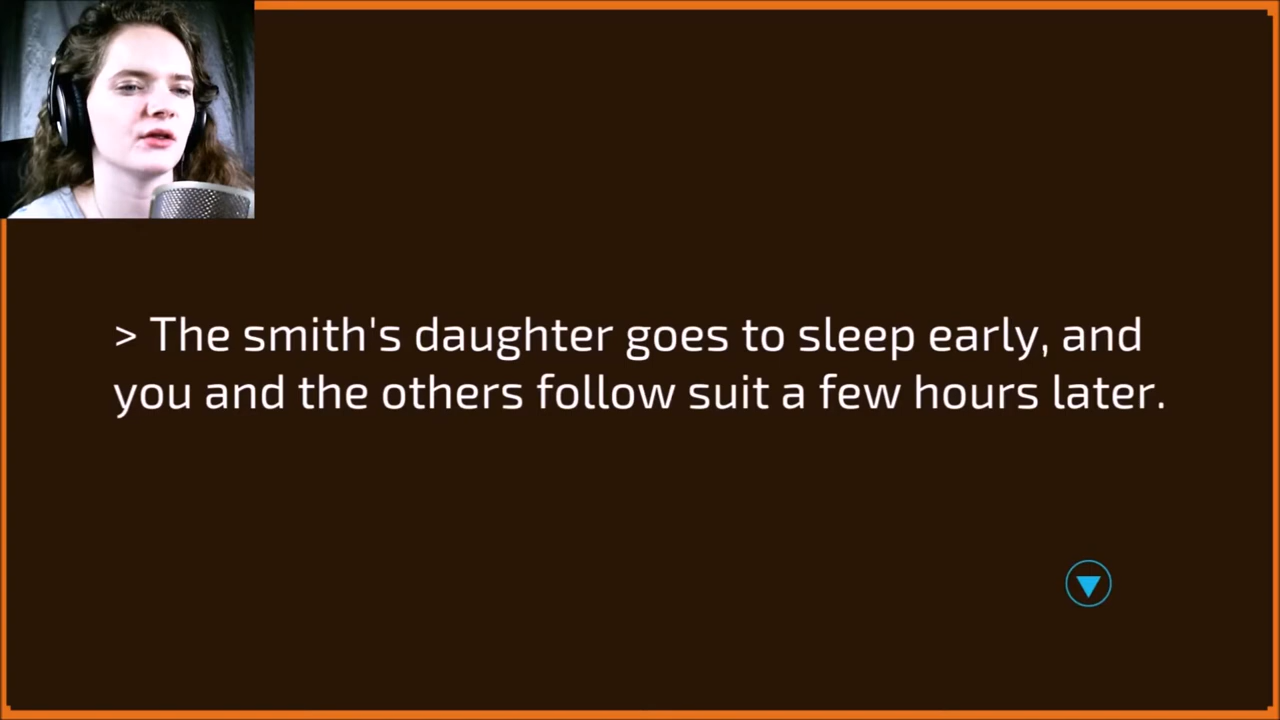 > The smith's daughter goes to sleep early, and
you and the others follow suit a few hours later.